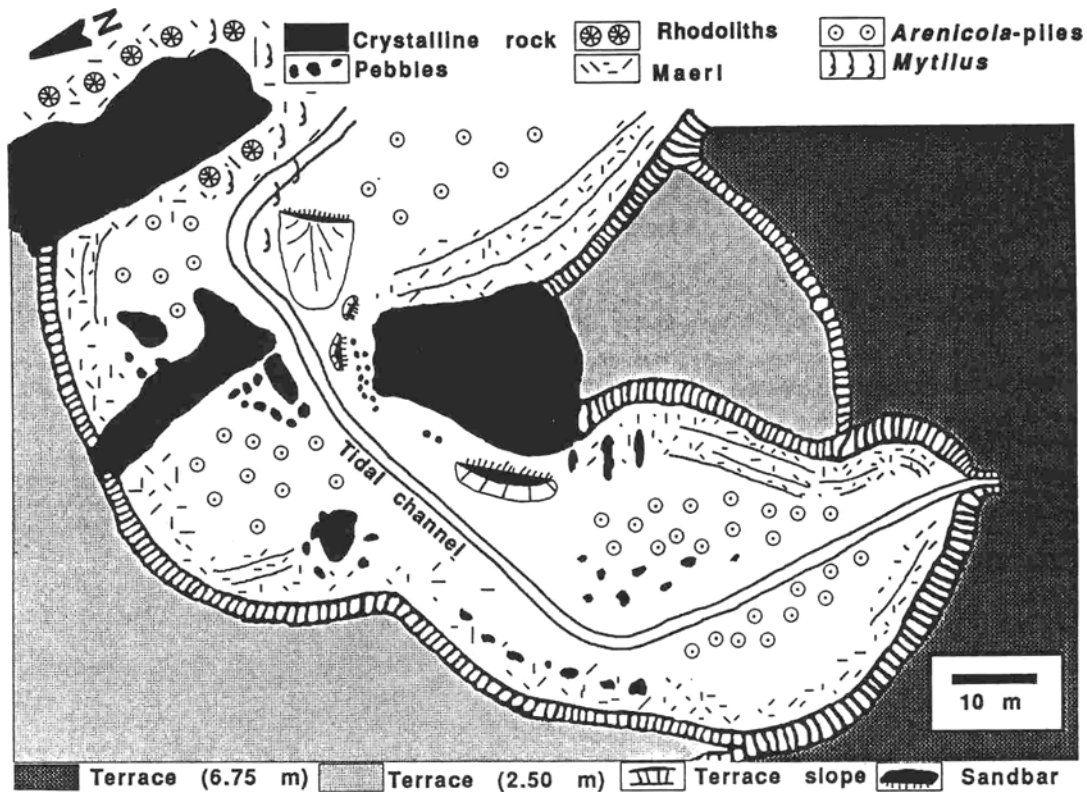 N
Crystalline rock
Rhodoliths
Arenicola-piles
Pebbles
Maerl
Mytilus
Tidal channel
10 m
Terrace (6.75 m)
Terrace (2.50 m)
Terrace slope
Sandbar